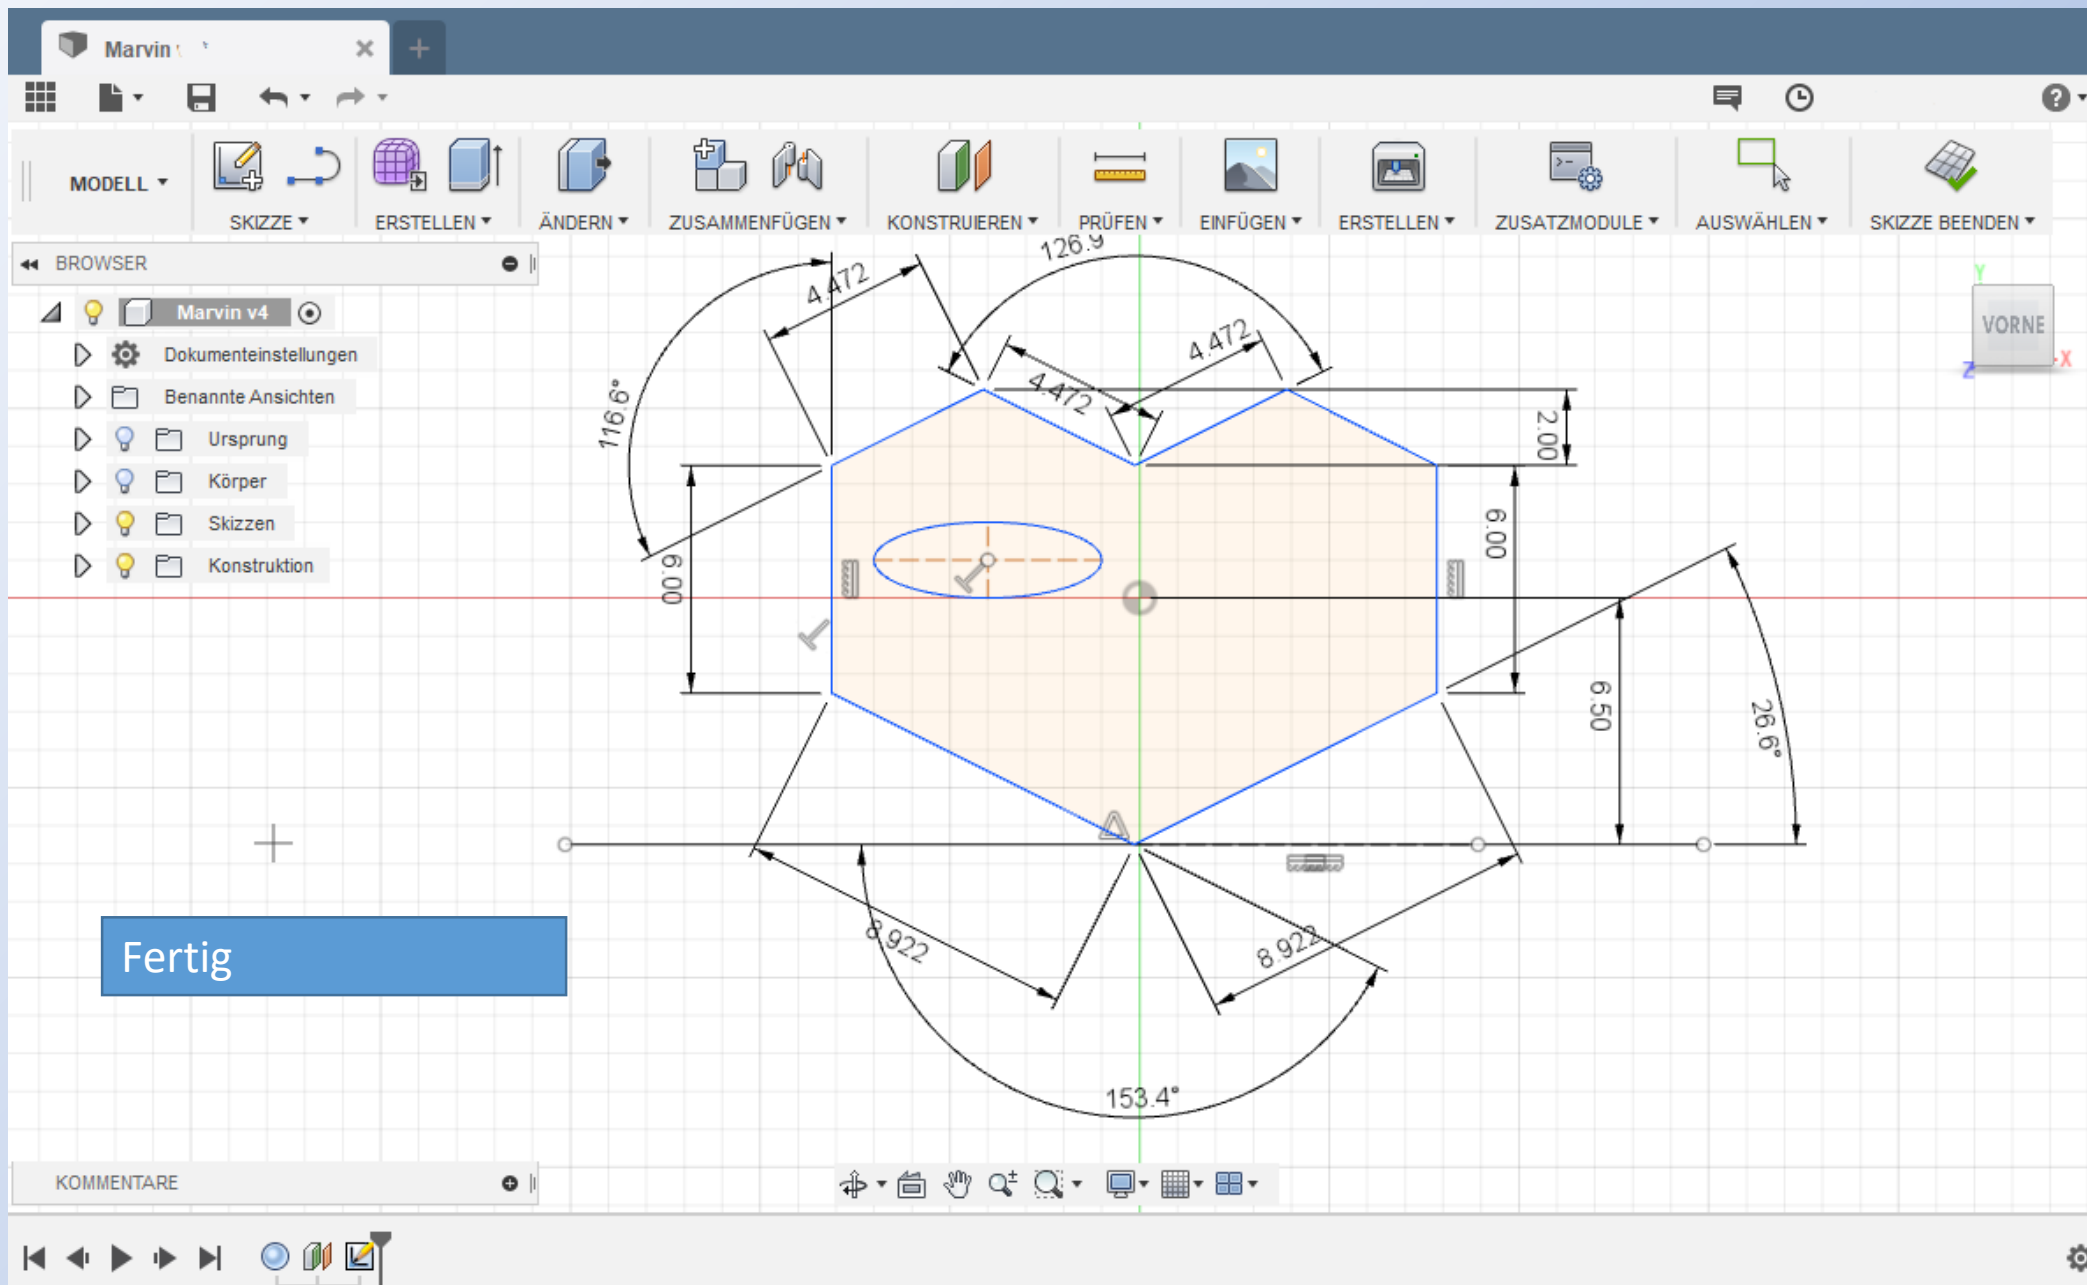 Marvin
MODELL
SKIZZE
ERSTELLEN
ÄNDERN
ZUSAMMENFÜGEN
KONSTRUIEREN
PRÜFEN
EINFÜGEN
ERSTELLEN
ZUSATZMODULE
AUSWÄHLEN
SKIZZE BEENDEN
BROWSER
Marvin v4
Dokumenteinstellungen
Benannte Ansichten
Ursprung
Körper
Skizzen
Konstruktion
126.9
4.472
4.472
4.472
116.6°
2.00
6.00
6.00
6.50
26.6°
8.922
8.922
153.4°
Y
VORNE
X
Z
Fertig
KOMMENTARE